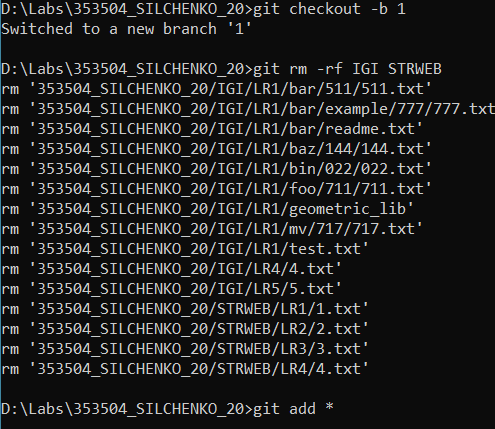 D:\Labs\353504_SILCHENKO_20>git checkout -b 1
Switched to a new branch '1'
D:\Labs\353504_SILCHENKO_20>git rm -rf IGI STRWEB
rm '353504_SILCHENKO_20/IGI/LR1/bar/511/511.txt'
rm '353504_SILCHENKO_20/IGI/LR1/bar/example/777/777.txt
rm '353504_SILCHENKO_20/IGI/LR1/bar/readme.txt'
rm '353504_SILCHENKO_20/IGI/LR1/baz/144/144.txt'
rm '353504_SILCHENKO_20/IGI/LR1/bin/022/022.txt'
rm '353504_SILCHENKO_20/IGI/LR1/foo/711/711.txt'
rm '353504_SILCHENKO_20/IGI/LR1/geometric_lib'
rm '353504_SILCHENKO_20/IGI/LR1/mv/717/717.txt'
rm '353504_SILCHENKO_20/IGI/LR1/test.txt'
rm '353504_SILCHENKO_20/IGI/LR4/4.txt'
rm '353504_SILCHENKO_20/IGI/LR5/5.txt'
rm '353504_SILCHENKO_20/STRWEB/LR1/1.txt'
rm '353504_SILCHENKO_20/STRWEB/LR2/2.txt'
rm '353504_SILCHENKO_20/STRWEB/LR3/3.txt'
rm '353504_SILCHENKO_20/STRWEB/LR4/4.txt'
D:\Labs\353504_SILCHENKO_20>git add *